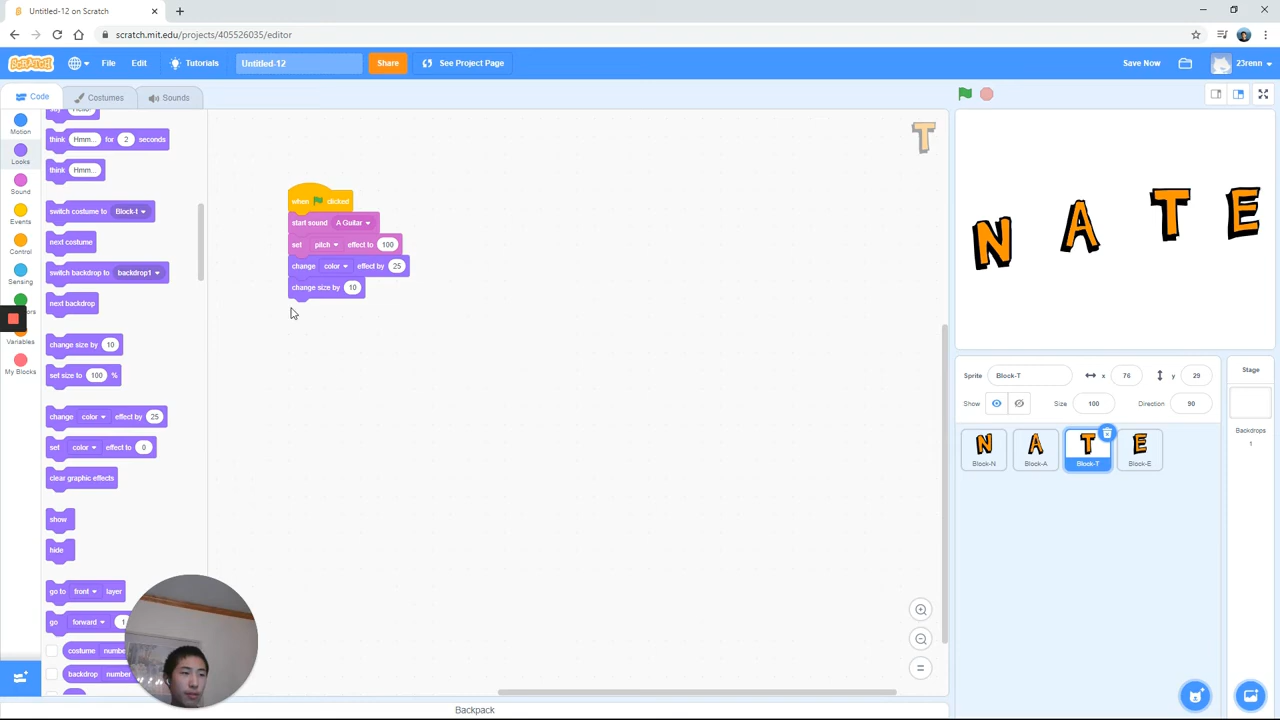 Untitled-12 on Scratch
scratch.mit.edu/projects/405526035/editor
SCRATCH
File
Edit
Tutorials
Untitled-12
Share
See Project Page
Save Now
23renn
Code
Costumes
Sounds
Motion
Looks
Sound
Events
Control
Sensing
Variables
My Blocks
think Hmm... for 2 seconds
think Hmm...
switch costume to Block-t
next costume
switch backdop to backdrop1
next backdrop
change size by 10
set size to 100 %
change color effect by 25
set color effect to 0
clear graphic effects
show
hide
go to front layer
go forward 1
costume
backdrop
when clicked
start sound A Guitar
set pitch effect to 100
change color effect by 25
change size by 10
T
N A T E
Sprite Block-T x 76 y 29
Show Size 100 Direction 90
N A T E
Block-N Block-A Block-T Block-E
Stage
Backdrops
1
Backpack